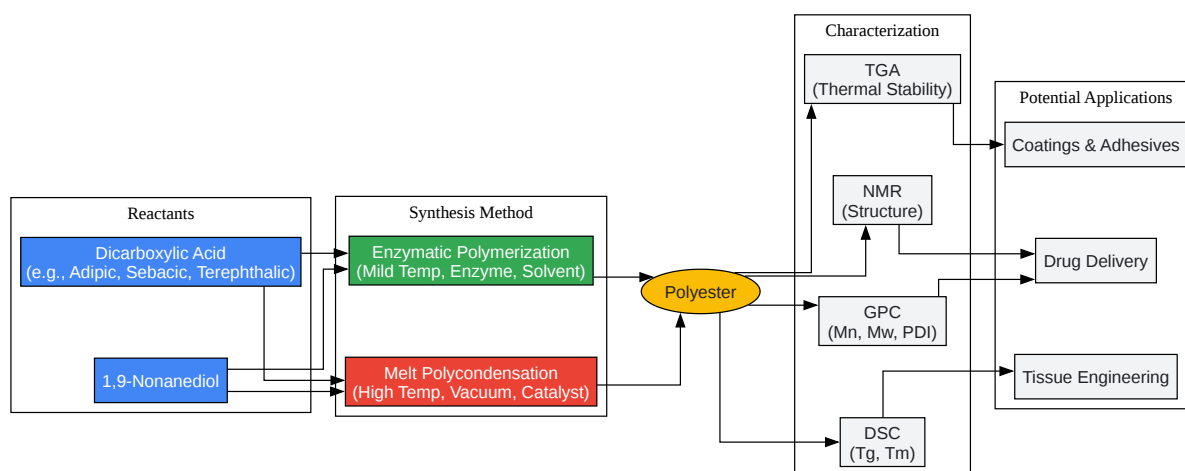 Reactants
Dicarboxylic Acid
(e.g., Adipic, Sebacic, Terephthalic)
1,9-Nonanediol
Synthesis Method
Enzymatic Polymerization
(Mild Temp, Enzyme, Solvent)
Melt Polycondensation
(High Temp, Vacuum, Catalyst)
Polyester
Characterization
TGA
(Thermal Stability)
NMR
(Structure)
GPC
(Mn, Mw, PDI)
DSC
(Tg, Tm)
Potential Applications
Coatings & Adhesives
Drug Delivery
Tissue Engineering